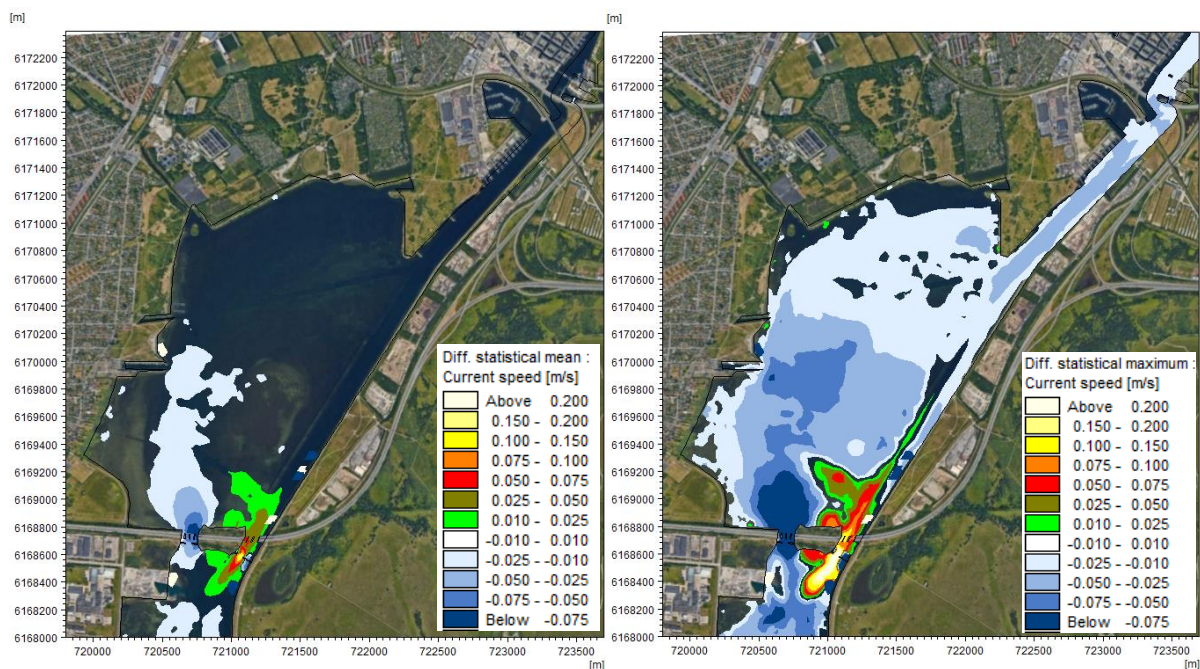 [m]
6172200
6172000
6171800
6171600
6171400
6171200
6171000
6170800
6170600
6170400
6170200
6170000
6169800
6169600
6169400
6169200
6169000
6168800
6168600
6168400
6168200
6168000
720000
720500
721000
721500
722000
722500
723000
723500
[m]
Diff. statistical mean :
Current speed [m/s]
Above 0.200
0.150 - 0.200
0.100 - 0.150
0.075 - 0.100
0.050 - 0.075
0.025 - 0.050
0.010 - 0.025
-0.010 - 0.010
-0.025 - -0.010
-0.050 - -0.025
-0.075 - -0.050
Below -0.075
[m]
6172200
6172000
6171800
6171600
6171400
6171200
6171000
6170800
6170600
6170400
6170200
6170000
6169800
6169600
6169400
6169200
6169000
6168800
6168600
6168400
6168200
6168000
720000
720500
721000
721500
722000
722500
723000
723500
[m]
Diff. statistical maximum :
Current speed [m/s]
Above 0.200
0.150 - 0.200
0.100 - 0.150
0.075 - 0.100
0.050 - 0.075
0.025 - 0.050
0.010 - 0.025
-0.010 - 0.010
-0.025 - -0.010
-0.050 - -0.025
-0.075 - -0.050
Below -0.075